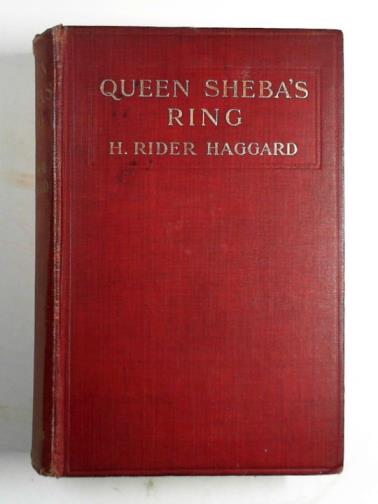 QUEEN SHEBA'S
RING
H. RIDER HAGGARD